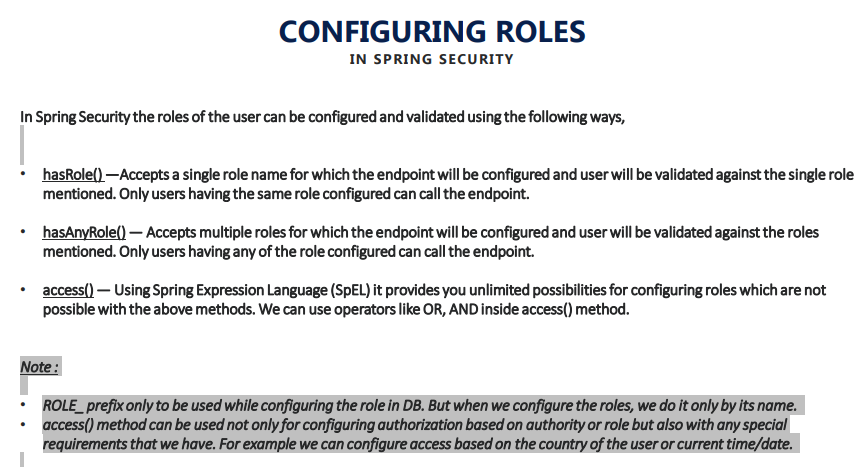 CONFIGURING ROLES
IN SPRING SECURITY
In Spring Security the roles of the user can be configured and validated using the following ways,
• hasRole() —Accepts a single role name for which the endpoint will be configured and user will be validated against the single role
mentioned. Only users having the same role configured can call the endpoint.
• hasAnyRole() — Accepts multiple roles for which the endpoint will be configured and user will be validated against the roles
mentioned. Only users having any of the role configured can call the endpoint.
• access() — Using Spring Expression Language (SpEL) it provides you unlimited possibilities for configuring roles which are not
possible with the above methods. We can use operators like OR, AND inside access() method.
Note :
• ROLE_ prefix only to be used while configuring the role in DB. But when we configure the roles, we do it only by its name.
• access() method can be used not only for configuring authorization based on authority or role but also with any special
requirements that we have. For example we can configure access based on the country of the user or current time/date.